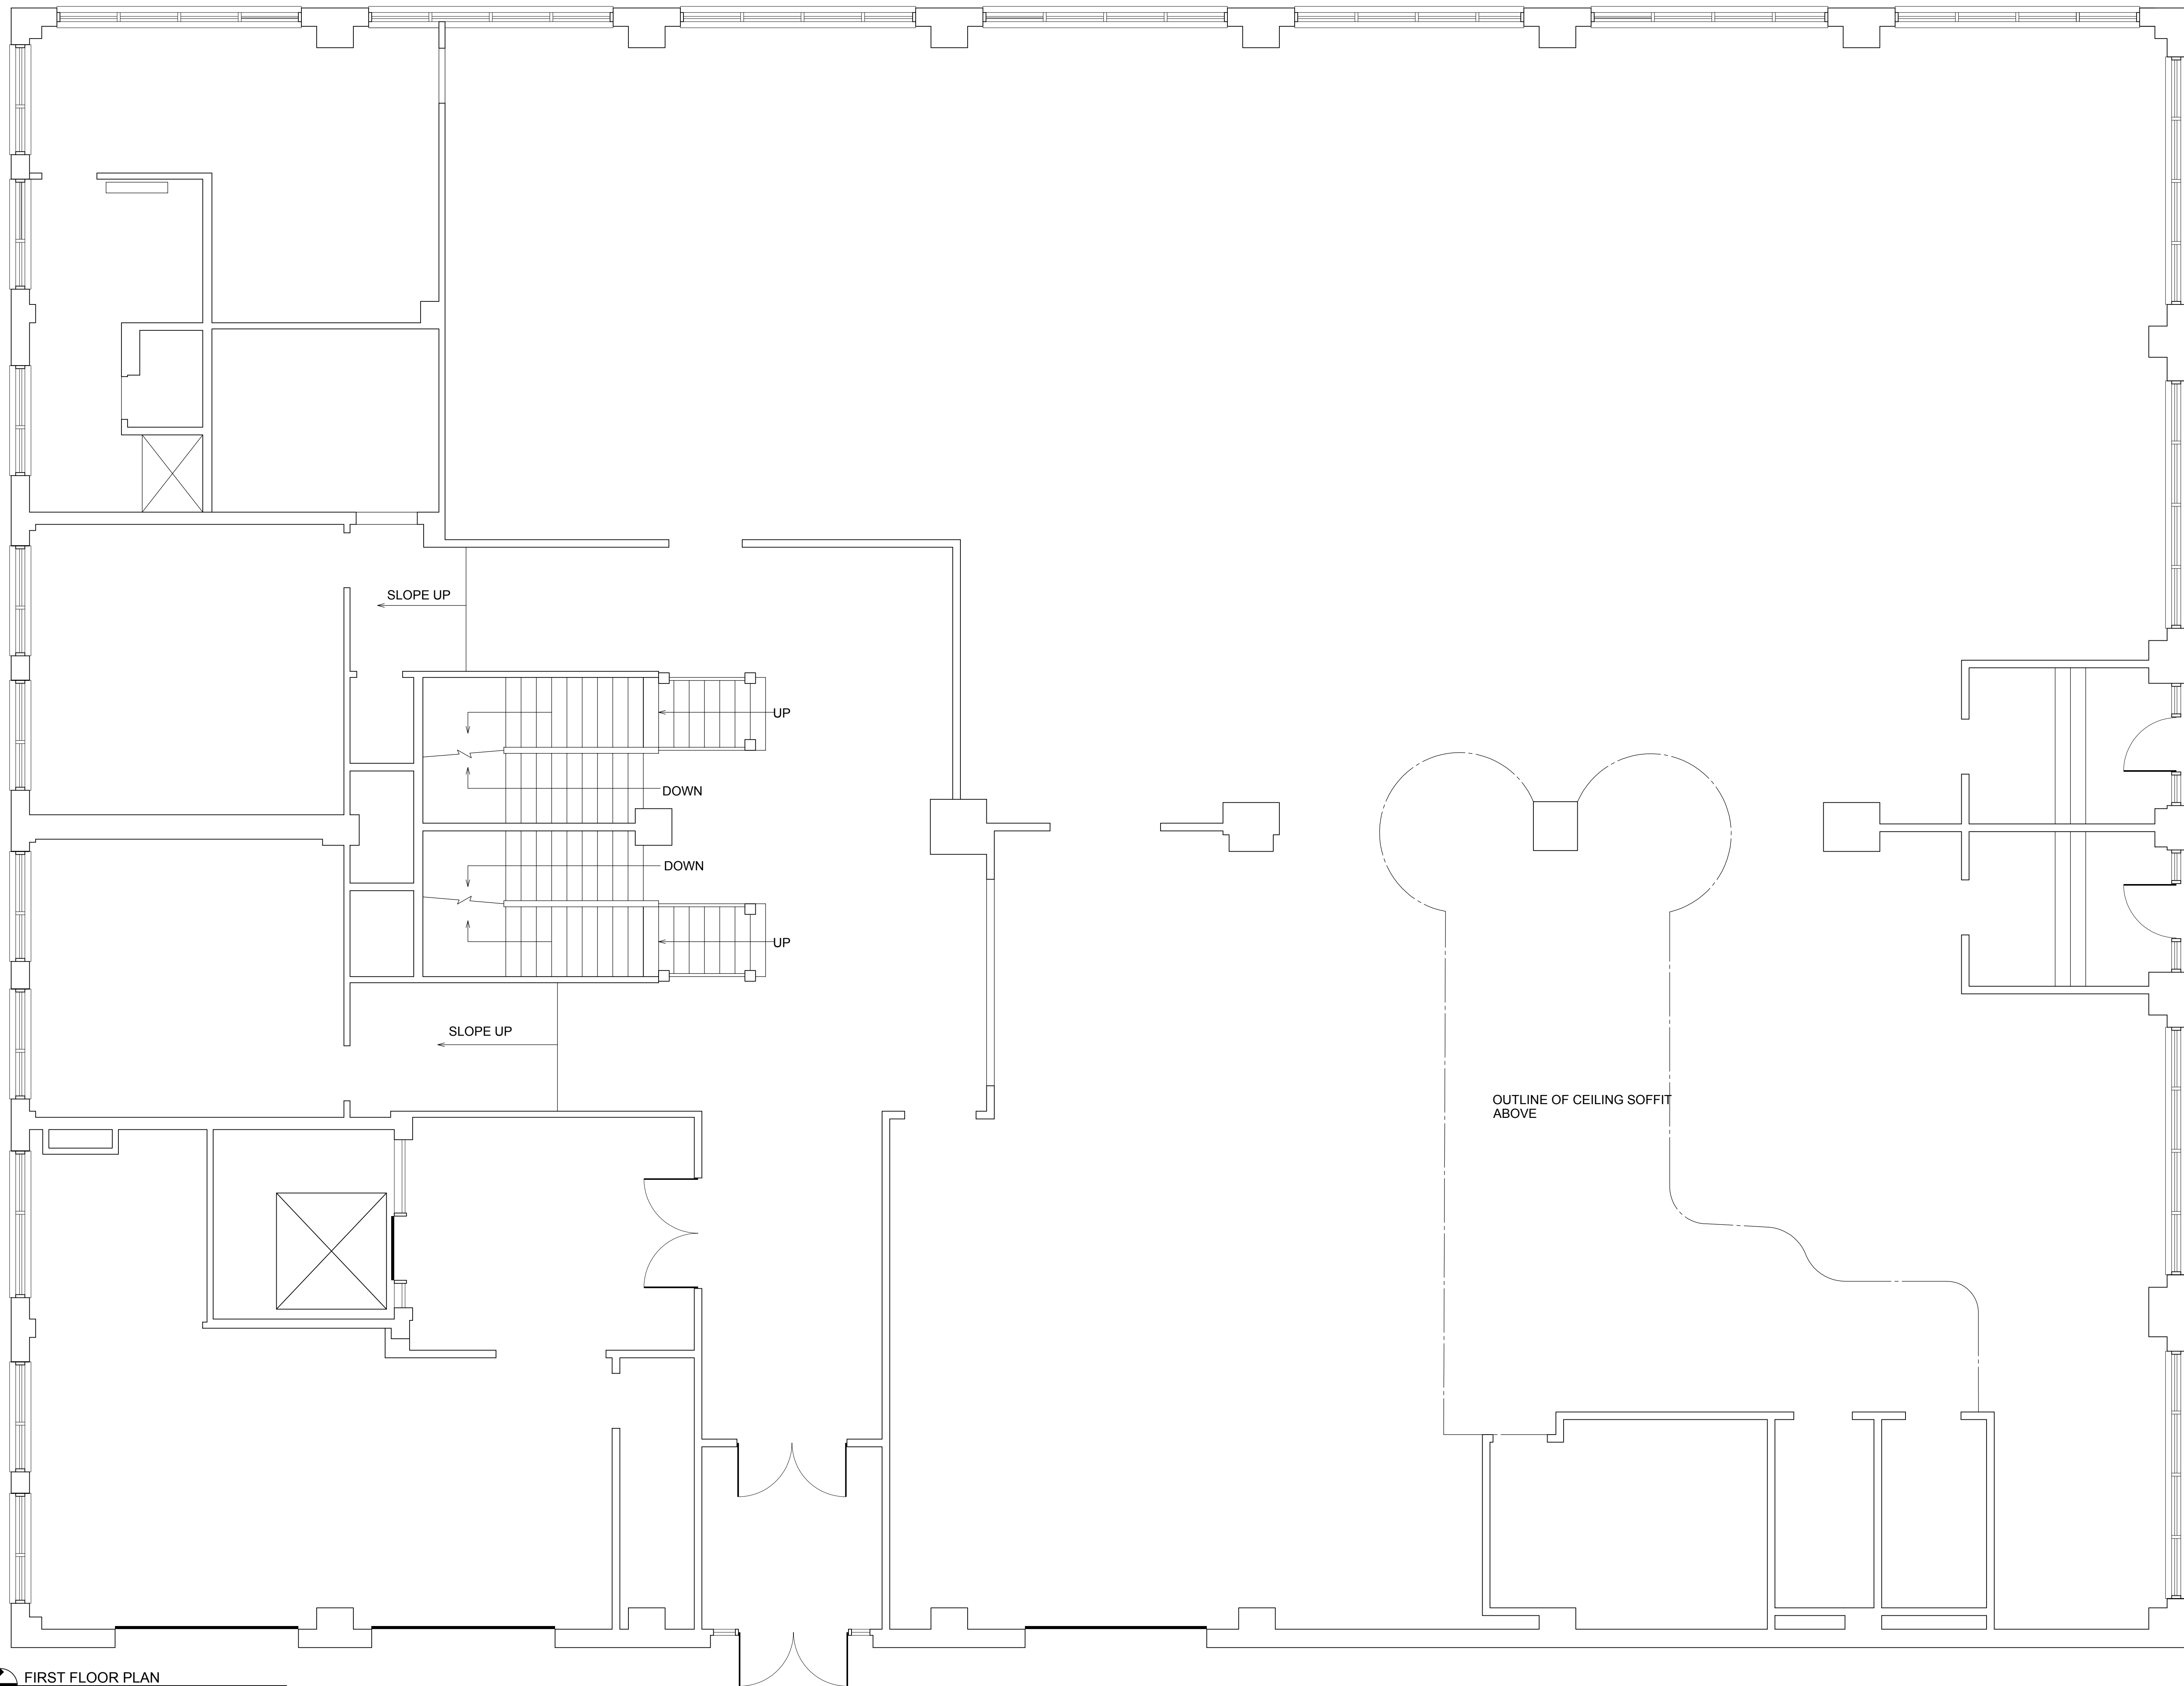 SLOPE UP
UP
DOWN
DOWN
UP
SLOPE UP
OUTLINE OF CEILING SOFFIT
ABOVE
FIRST FLOOR PLAN